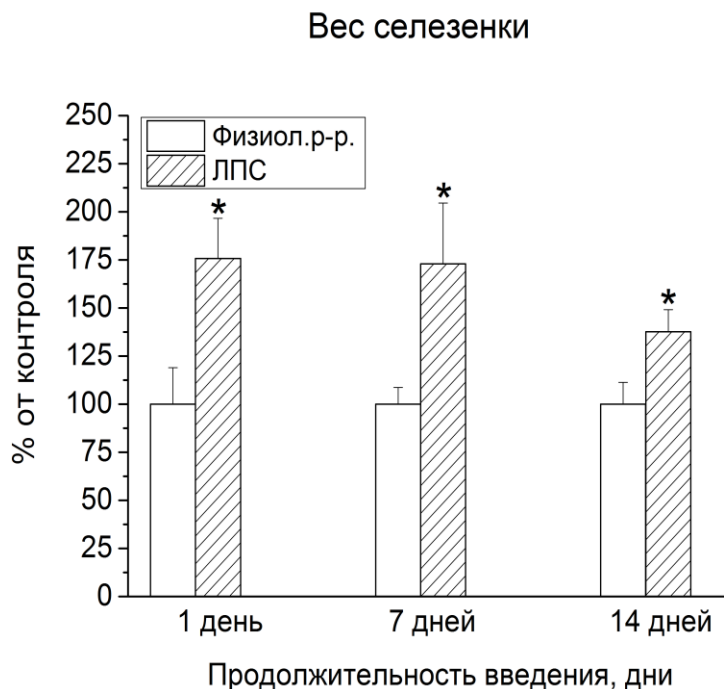 Вес селезенки
% от контроля
250
225
200
175
150
125
100
75
50
25
0
Физиол.р-р.
ЛПС
*
*
*
1 день
7 дней
14 дней
Продолжительность введения, дни